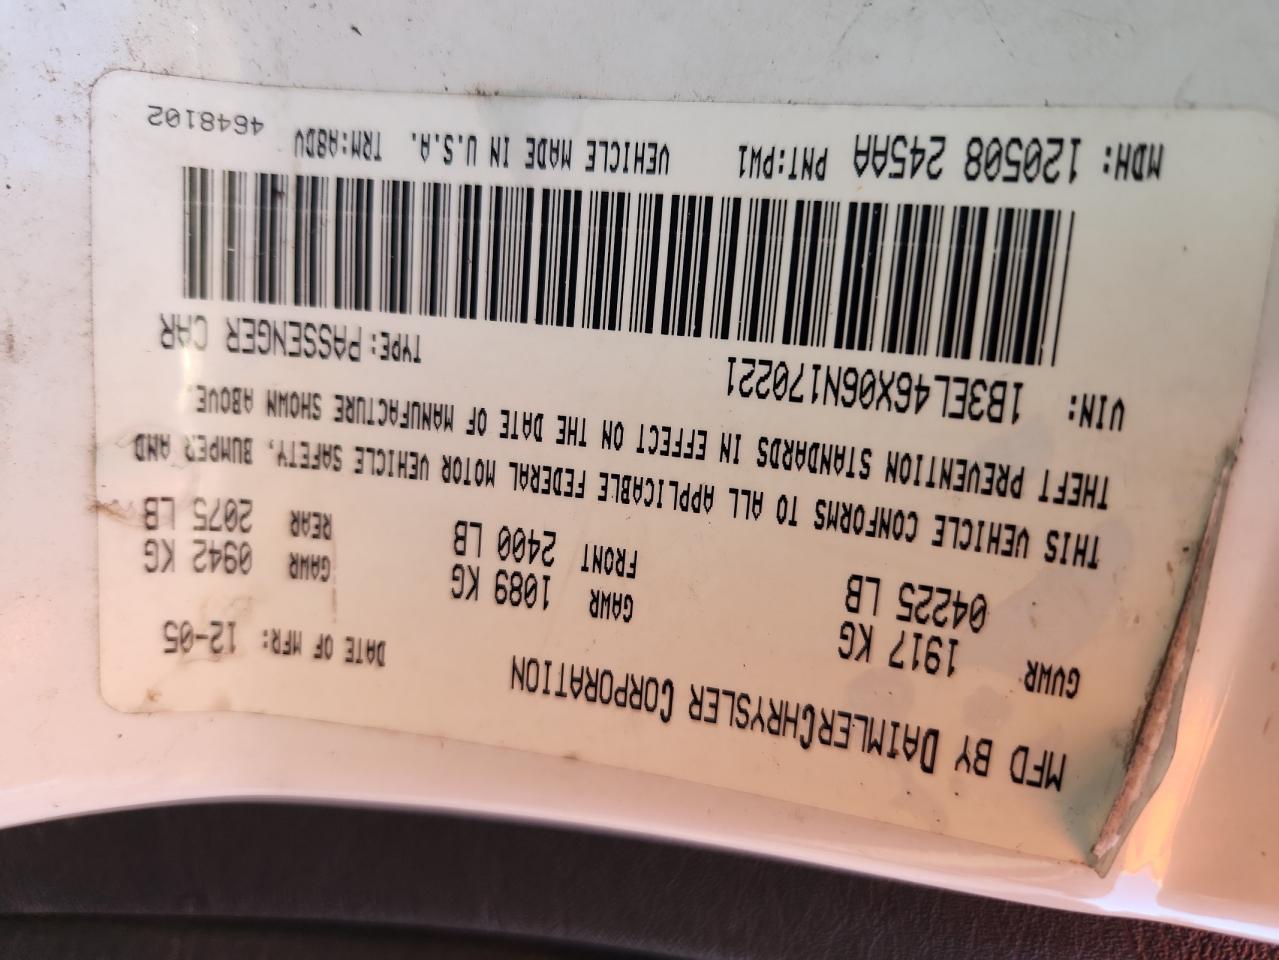 MFD BY DAIMLERCHRYSLER CORPORATION
DATE OF MFR: 12-05
GVWR 1917 KG
04225 LB
GAWR 1089 KG
FRONT 2400 LB
GAWR 0942 KG
REAR 2075 LB
THIS VEHICLE CONFORMS TO ALL APPLICABLE FEDERAL MOTOR VEHICLE SAFETY, BUMPER AND
THEFT PREVENTION STANDARDS IN EFFECT ON THE DATE OF MANUFACTURE SHOWN ABOVE.
VIN: 1B3EL46X06N170221 TYPE: PASSENGER CAR
MDH: 120508 245AA PNT:PW1 VEHICLE MADE IN U.S.A. TRM:A8DV
4648102